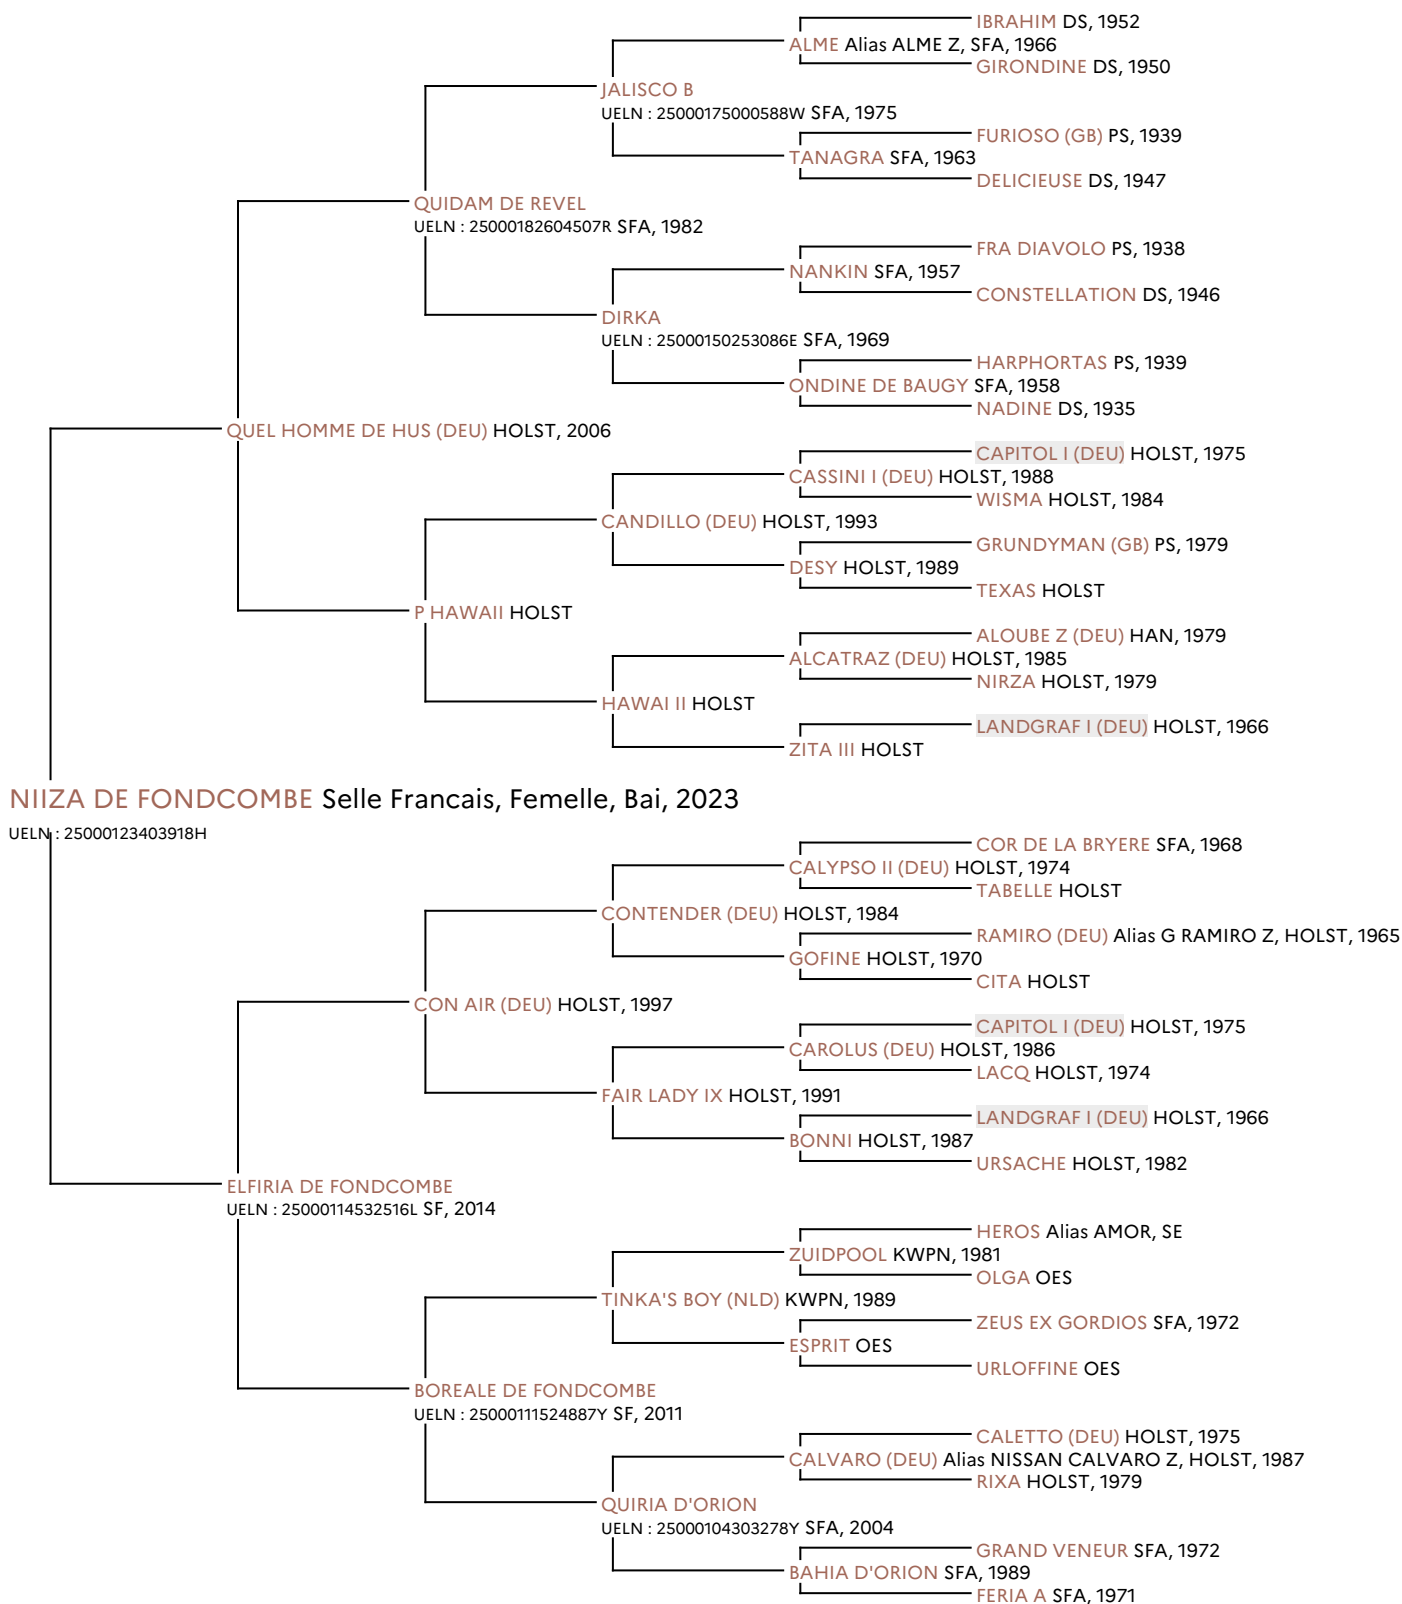 IBRAHIM DS, 1952
ALME Alias ALME Z, SFA, 1966
GIRONDINE DS, 1950
JALISCO B
UELN : 25000175000588W SFA, 1975
FURIOSO (GB) PS, 1939
TANAGRA SFA, 1963
DELICIEUSE DS, 1947
QUIDAM DE REVEL
UELN : 25000182604507R SFA, 1982
FRA DIAVOLO PS, 1938
NANKIN SFA, 1957
CONSTELLATION DS, 1946
DIRKA
UELN : 25000150253086E SFA, 1969
HARPHORTAS PS, 1939
ONDINE DE BAUGY SFA, 1958
NADINE DS, 1935
QUEL HOMME DE HUS (DEU) HOLST, 2006
CAPITOL I (DEU) HOLST, 1975
CASSINI I (DEU) HOLST, 1988
WISMA HOLST, 1984
CANDILLO (DEU) HOLST, 1993
GRUNDYMAN (GB) PS, 1979
DESY HOLST, 1989
TEXAS HOLST
P HAWAII HOLST
ALOUBE Z (DEU) HAN, 1979
ALCATRAZ (DEU) HOLST, 1985
NIRZA HOLST, 1979
HAWAI II HOLST
LANDGRAF I (DEU) HOLST, 1966
ZITA III HOLST
NIIZA DE FONDCOMBE Selle Francais, Femelle, Bai, 2023
UELN : 25000123403918H
COR DE LA BRYERE SFA, 1968
CALYPSO II (DEU) HOLST, 1974
TABELLE HOLST
CONTENDER (DEU) HOLST, 1984
RAMIRO (DEU) Alias G RAMIRO Z, HOLST, 1965
GOFINE HOLST, 1970
CITA HOLST
CON AIR (DEU) HOLST, 1997
CAPITOL I (DEU) HOLST, 1975
CAROLUS (DEU) HOLST, 1986
LACQ HOLST, 1974
FAIR LADY IX HOLST, 1991
LANDGRAF I (DEU) HOLST, 1966
BONNI HOLST, 1987
URSACHE HOLST, 1982
ELFIRIA DE FONDCOMBE
UELN : 25000114532516L SF, 2014
HEROS Alias AMOR, SE
ZUIDPOOL KWPN, 1981
OLGA OES
TINKA'S BOY (NLD) KWPN, 1989
ZEUS EX GORDIOS SFA, 1972
ESPRIT OES
URLOFFINE OES
BOREALE DE FONDCOMBE
UELN : 25000111524887Y SF, 2011
CALETTO (DEU) HOLST, 1975
CALVARO (DEU) Alias NISSAN CALVARO Z, HOLST, 1987
RIXA HOLST, 1979
QUIRIA D'ORION
UELN : 25000104303278Y SFA, 2004
GRAND VENEUR SFA, 1972
BAHIA D'ORION SFA, 1989
FERIA A SFA, 1971